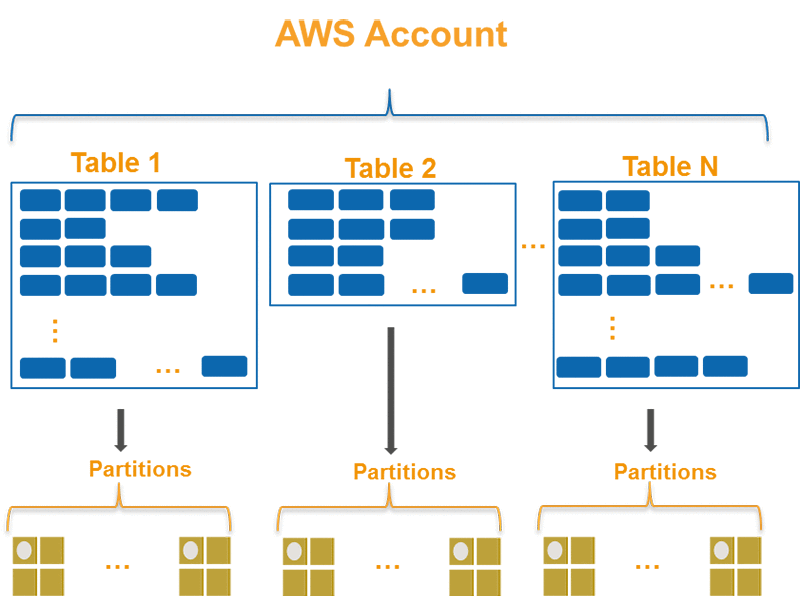 AWS Account
Table 1
Table 2
Table N
...
...
...
...
Partitions
Partitions
Partitions
...
...
...